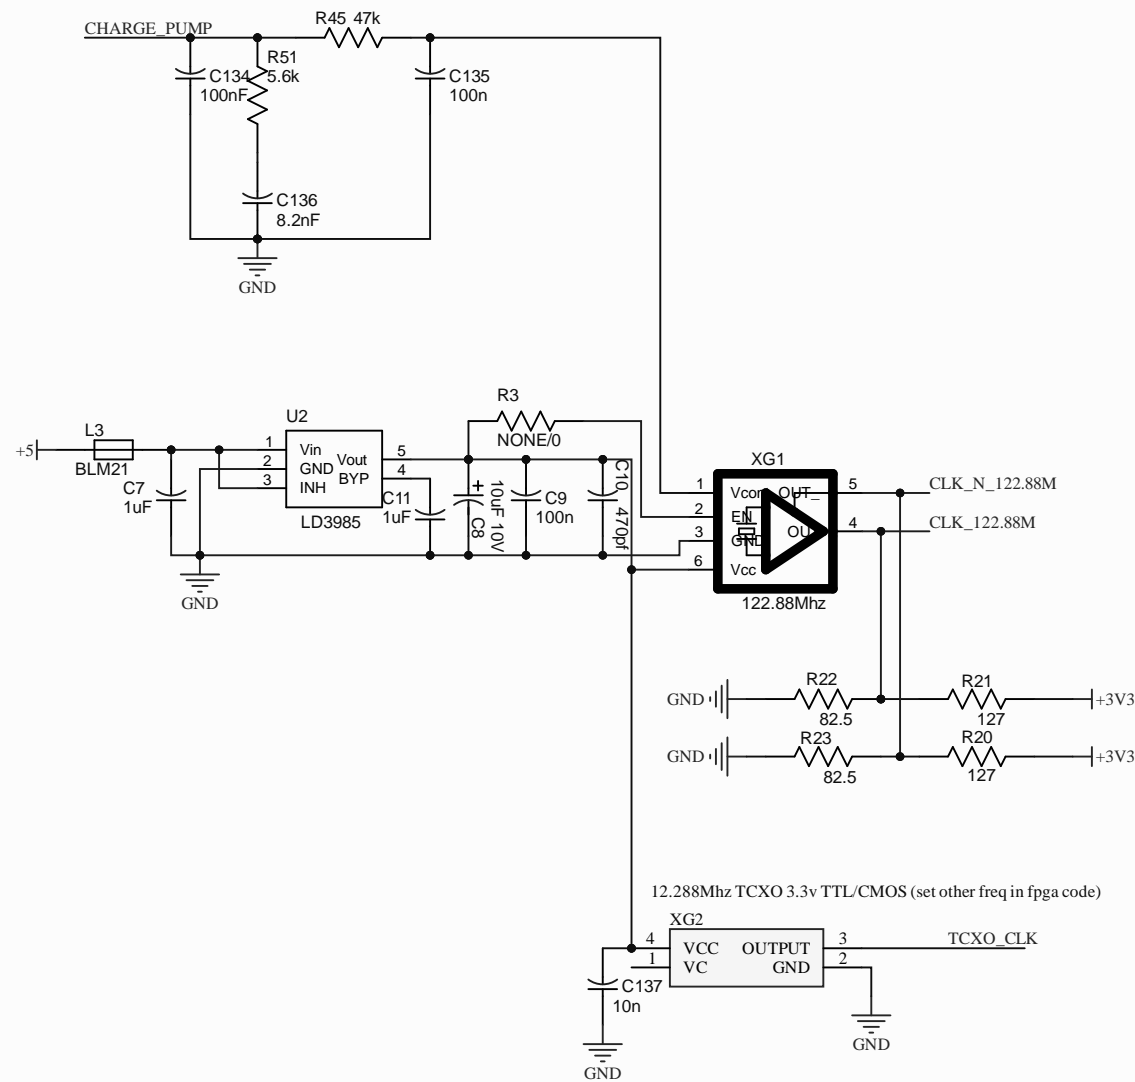 R45 47k
CHARGE_PUMP
R51
5.6k
C134
100nF
C135
100n
C136
8.2nF
GND
R3
NONE/0
U2
L3
+5
BLM21
1
2
3
Vin
GND
INH
Vout
BYP
5
4
LD3985
C7
1uF
C11
1uF
+
10uF 10V
C8
C9
100n
C10
470pf
GND
XG1
1
2
3
6
EN
GND
Vcc
OUT_
OU
5
4
CLK_N_122.88M
CLK_122.88M
122.88Mhz
GND
R22
82.5
R21
127
+3V3
GND
R23
82.5
R20
127
+3V3
12.288Mhz TCXO 3.3v TTL/CMOS (set other freq in fpga code)
XG2
4
1
VCC
VC
OUTPUT
GND
3
2
TCXO_CLK
C137
10n
GND
GND